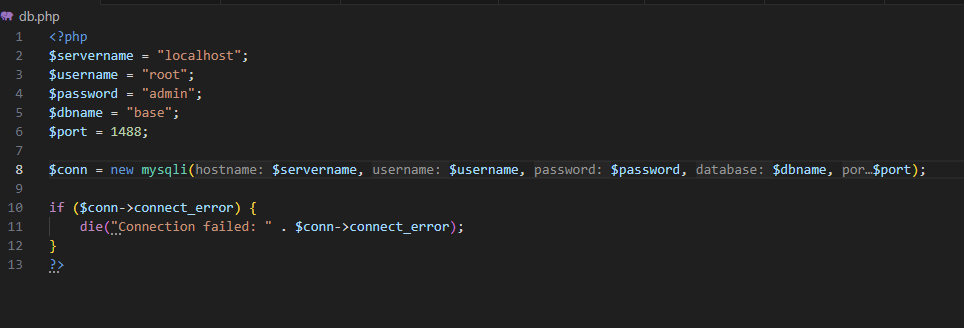 db.php
1 <?php
2 $servername = "localhost";
3 $username = "root";
4 $password = "admin";
5 $dbname = "base";
6 $port = 1488;
7
8 $conn = new mysqli(hostname: $servername, username: $username, password: $password, database: $dbname, por…$port);
9
10 if ($conn->connect_error) {
11 die("Connection failed: " . $conn->connect_error);
12 }
13 ?>